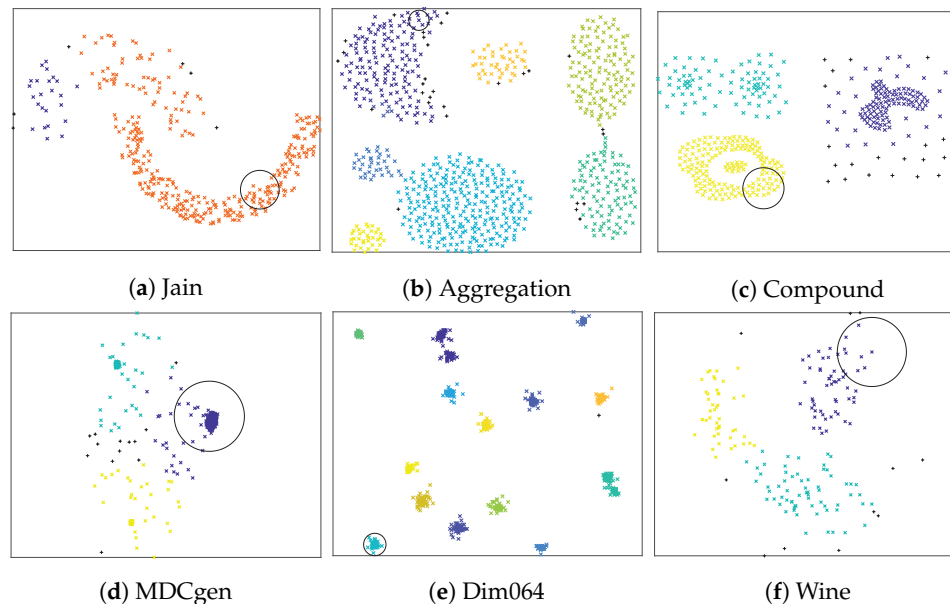 (a) Jain
(b) Aggregation
(c) Compound
(d) MDCgen
(e) Dim064
(f) Wine